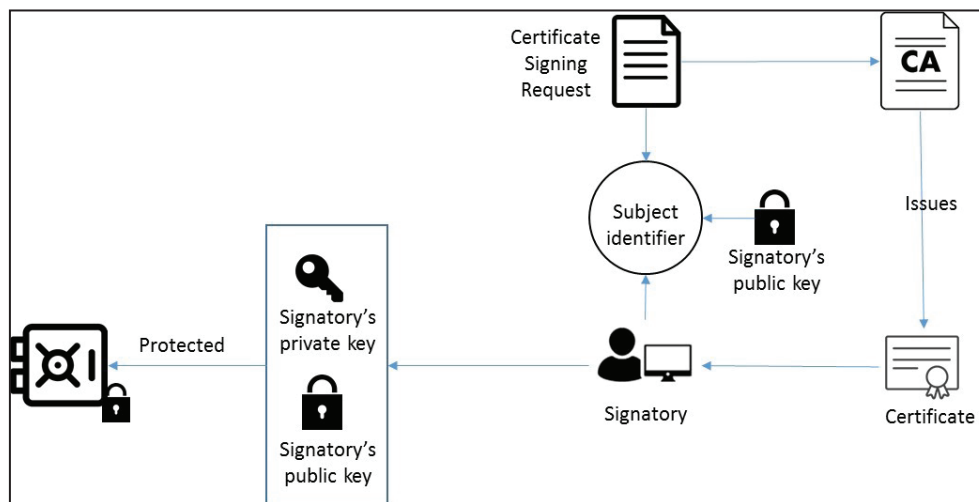 Certificate
Signing
Request
CA
Subject
identifier
Signatory's
public key
Issues
Protected
Signatory's
private key
Signatory's
public key
Signatory
Certificate